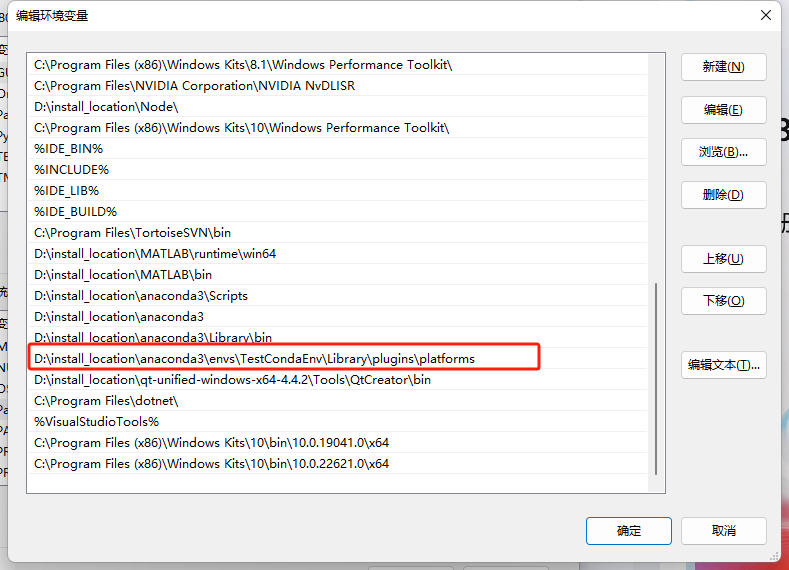 编辑环境变量
C:\Program Files (x86)\Windows Kits\8.1\Windows Performance Toolkit\
C:\Program Files\NVIDIA Corporation\NVIDIA NvDLISR
D:\install_location\Node\
C:\Program Files (x86)\Windows Kits\10\Windows Performance Toolkit\
%IDE_BIN%
%INCLUDE%
%IDE_LIB%
%IDE_BUILD%
C:\Program Files\TortoiseSVN\bin
D:\install_location\MATLAB\runtime\win64
D:\install_location\MATLAB\bin
D:\install_location\anaconda3\Scripts
D:\install_location\anaconda3
D:\install_location\anaconda3\Library\bin
D:\install_location\anaconda3\envs\TestCondaEnv\Library\plugins\platforms
D:\install_location\qt-unified-windows-x64-4.4.2\Tools\QtCreator\bin
C:\Program Files\dotnet\
%VisualStudioTools%
C:\Program Files (x86)\Windows Kits\10\bin\10.0.19041.0\x64
C:\Program Files (x86)\Windows Kits\10\bin\10.0.22621.0\x64
新建(N)
编辑(E)
浏览(B)...
删除(D)
上移(U)
下移(O)
编辑文本(T)...
确定
取消